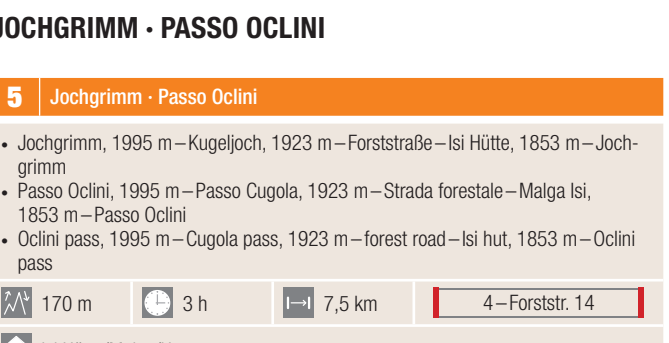 JOCHGRIMM · PASSO OCLINI
5 Jochgrimm · Passo Oclini
• Jochgrimm, 1995 m – Kugeljoch, 1923 m – Forststraße – Isi Hütte, 1853 m – Joch-
grimm
• Passo Oclini, 1995 m – Passo Cugola, 1923 m – Strada forestale – Malga Isi,
1853 m – Passo Oclini
• Oclini pass, 1995 m – Cugola pass, 1923 m – forest road – Isi hut, 1853 m – Oclini
pass
170 m 3 h 7,5 km 4 – Forststr. 14